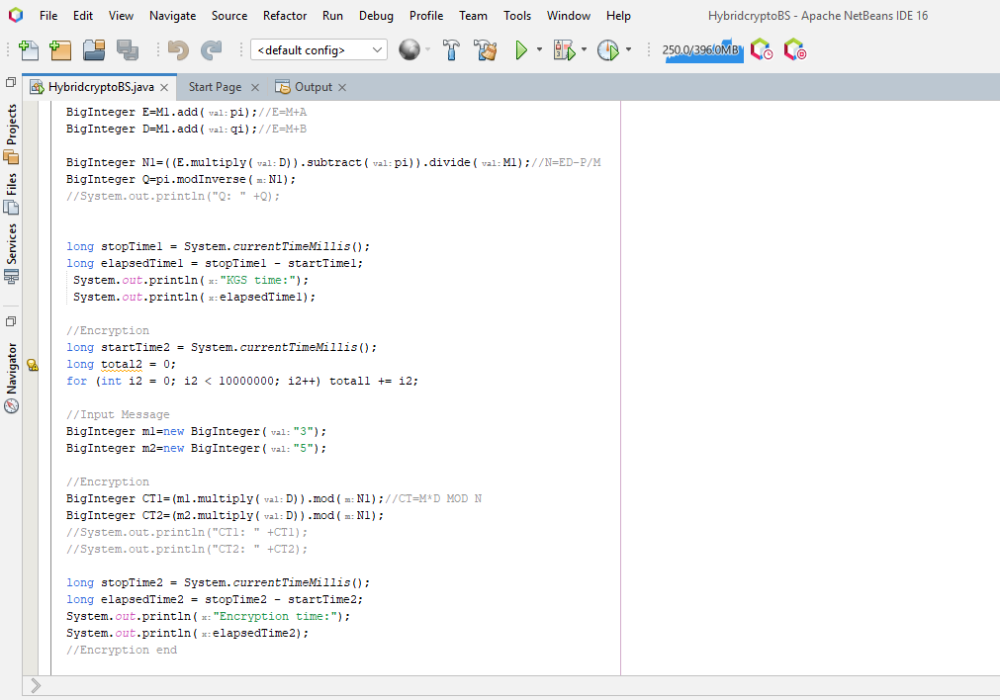 File Edit View Navigate Source Refactor Run Debug Profile Team Tools Window Help HybridcryptoBS - Apache NetBeans IDE 16
<default config> 250.0/396.0MB
HybridcryptoBS.java Start Page Output
Projects
Files
Services
Navigator
BigInteger E=M1.add( val: pi);//E=M+A
BigInteger D=M1.add( val: qi);//E=M+B
BigInteger N1=((E.multiply( val: D)).subtract( val: pi)).divide( val: M1);//N=ED-P/M
BigInteger Q=pi.modInverse( m: N1);
//System.out.println("Q: " +Q);
long stopTime1 = System.currentTimeMillis();
long elapsedTime1 = stopTime1 - startTime1;
System.out.println( x: "KGS time:");
System.out.println( x: elapsedTime1);
//Encryption
long startTime2 = System.currentTimeMillis();
long total2 = 0;
for (int i2 = 0; i2 < 10000000; i2++) total1 += i2;
//Input Message
BigInteger m1=new BigInteger( val: "3");
BigInteger m2=new BigInteger( val: "5");
//Encryption
BigInteger CT1=(m1.multiply( val: D)).mod( m: N1);//CT=M*D MOD N
BigInteger CT2=(m2.multiply( val: D)).mod( m: N1);
//System.out.println("CT1: " +CT1);
//System.out.println("CT2: " +CT2);
long stopTime2 = System.currentTimeMillis();
long elapsedTime2 = stopTime2 - startTime2;
System.out.println( x: "Encryption time:");
System.out.println( x: elapsedTime2);
//Encryption end